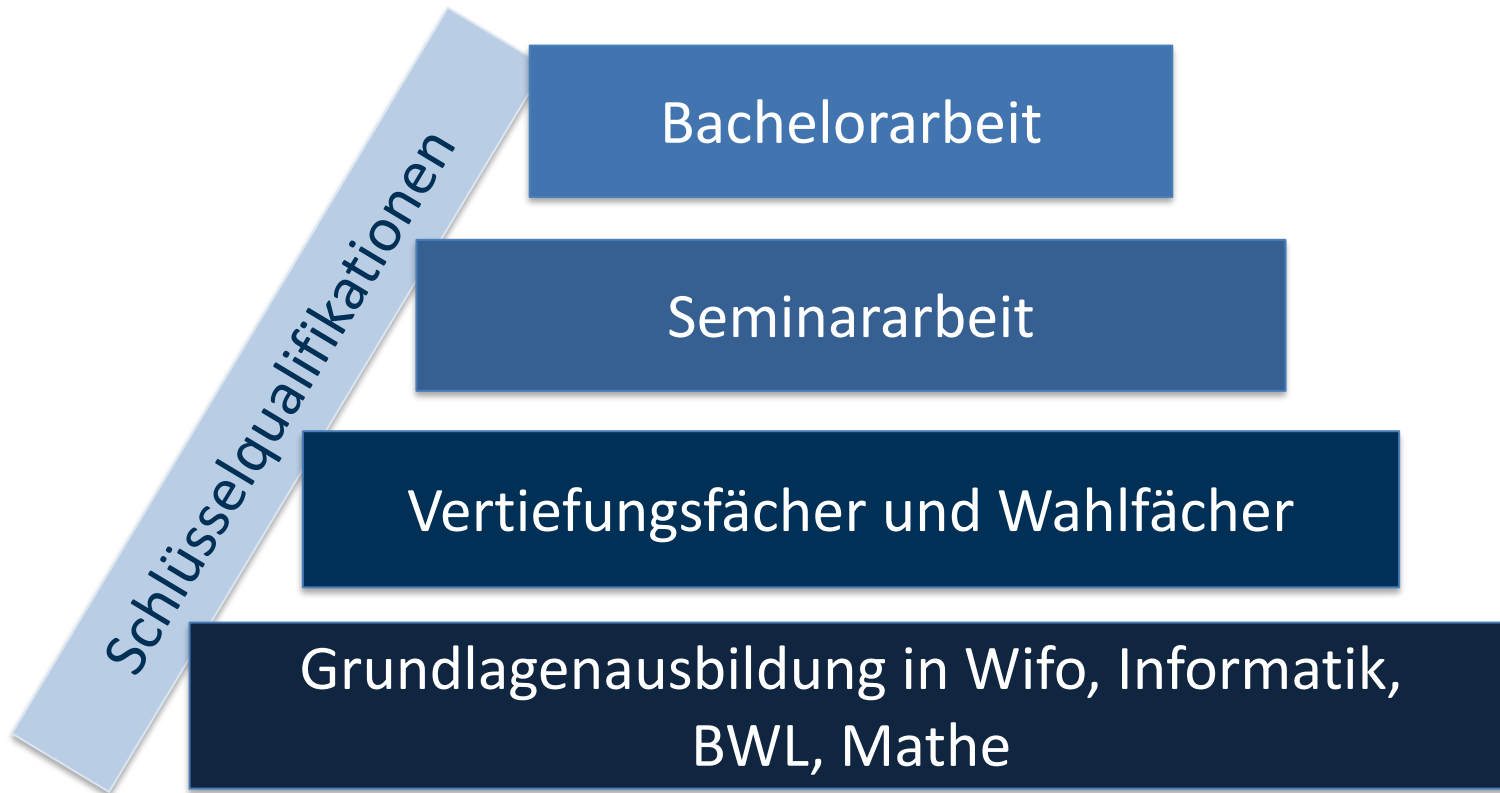 Schlüsselqualifikationen
Bachelorarbeit
Seminararbeit
Vertiefungsfächer und Wahlfächer
Grundlagenausbildung in Wifo, Informatik,
BWL, Mathe